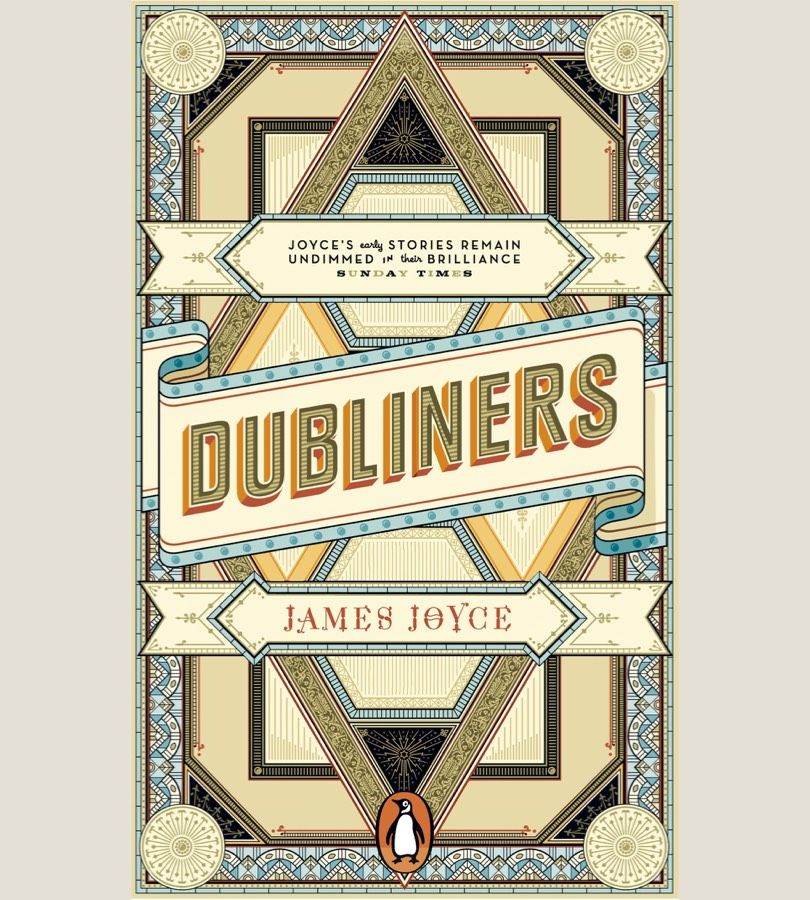 JOYCE'S early STORIES REMAIN
UNDIMMED IN their BRILLIANCE
SUNDAY TIMES
DUBLINERS
JAMES JOYCE